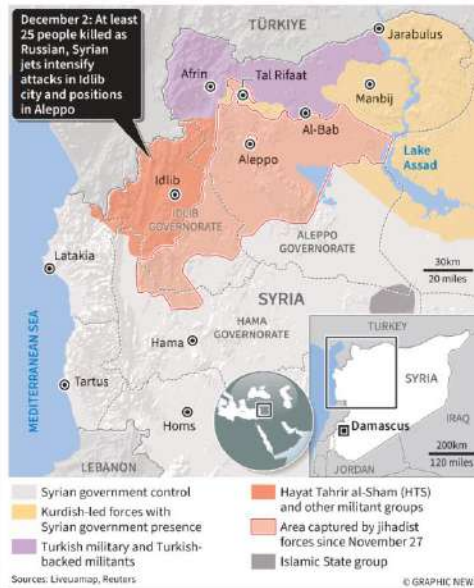 December 2: At least
25 people killed as
Russian, Syrian
jets intensify
attacks in Idlib
city and positions
in Aleppo
TÜRKIYE
Jarabulus
Afrin
Tal Rifaat
Manbij
Al-Bab
Aleppo
Lake
Assad
Idlib
IDLIB
GOVERNORATE
ALEPPO
GOVERNORATE
Latakia
30km
20 miles
SYRIA
HAMA
GOVERNORATE
Hama
MEDITERRANEAN SEA
Tartus
Homs
LEBANON
TURKEY
SYRIA
IRAQ
Damascus
200km
120 miles
JORDAN
Syrian government control
Kurdish-led forces with
Syrian government presence
Turkish military and Turkish-
backed militants
Hayat Tahrir al-Sham (HTS)
and other militant groups
Area captured by jihadist
forces since November 27
Islamic State group
Sources: Liveuamap, Reuters
© GRAPHIC NEW